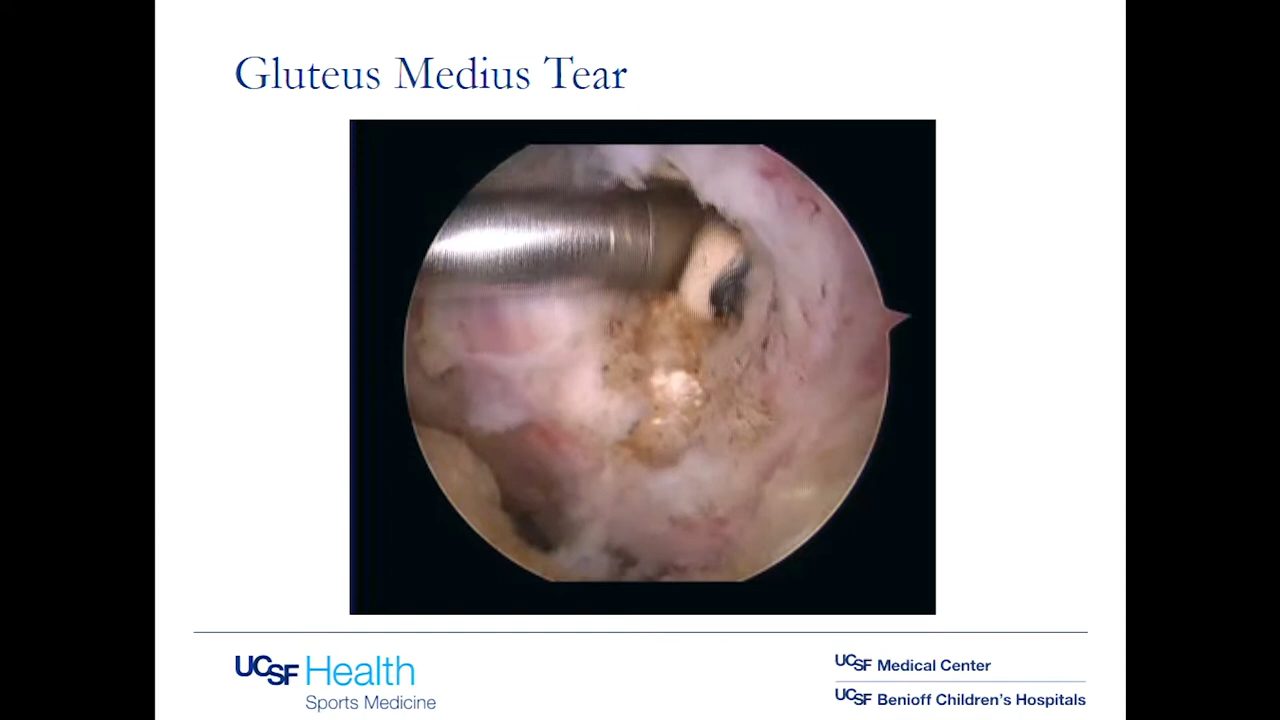 Gluteus Medius Tear
UCSF Health
Sports Medicine
UCSF Medical Center
UCSF Benioff Children's Hospitals